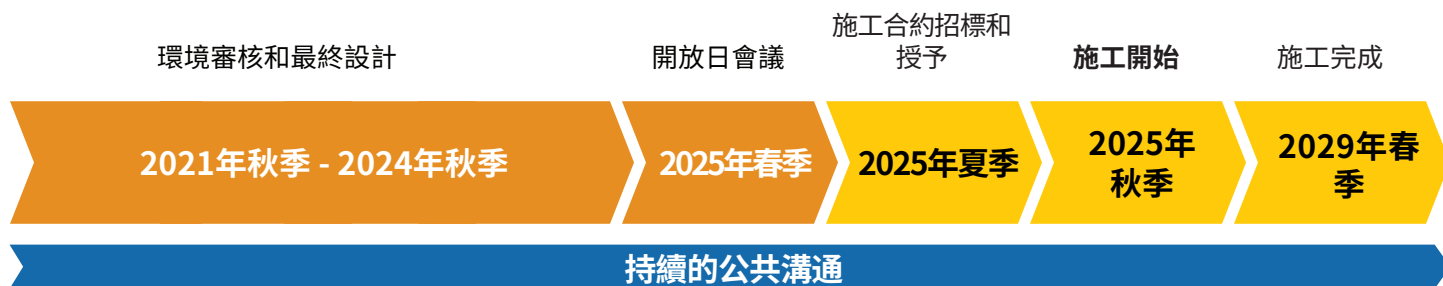 環境審核和最終設計
開放日會議
施工合約招標和
授予
施工開始
施工完成
2021年秋季 - 2024年秋季
2025年春季
2025年夏季
2025年
秋季
2029年春
季
持續的公共溝通